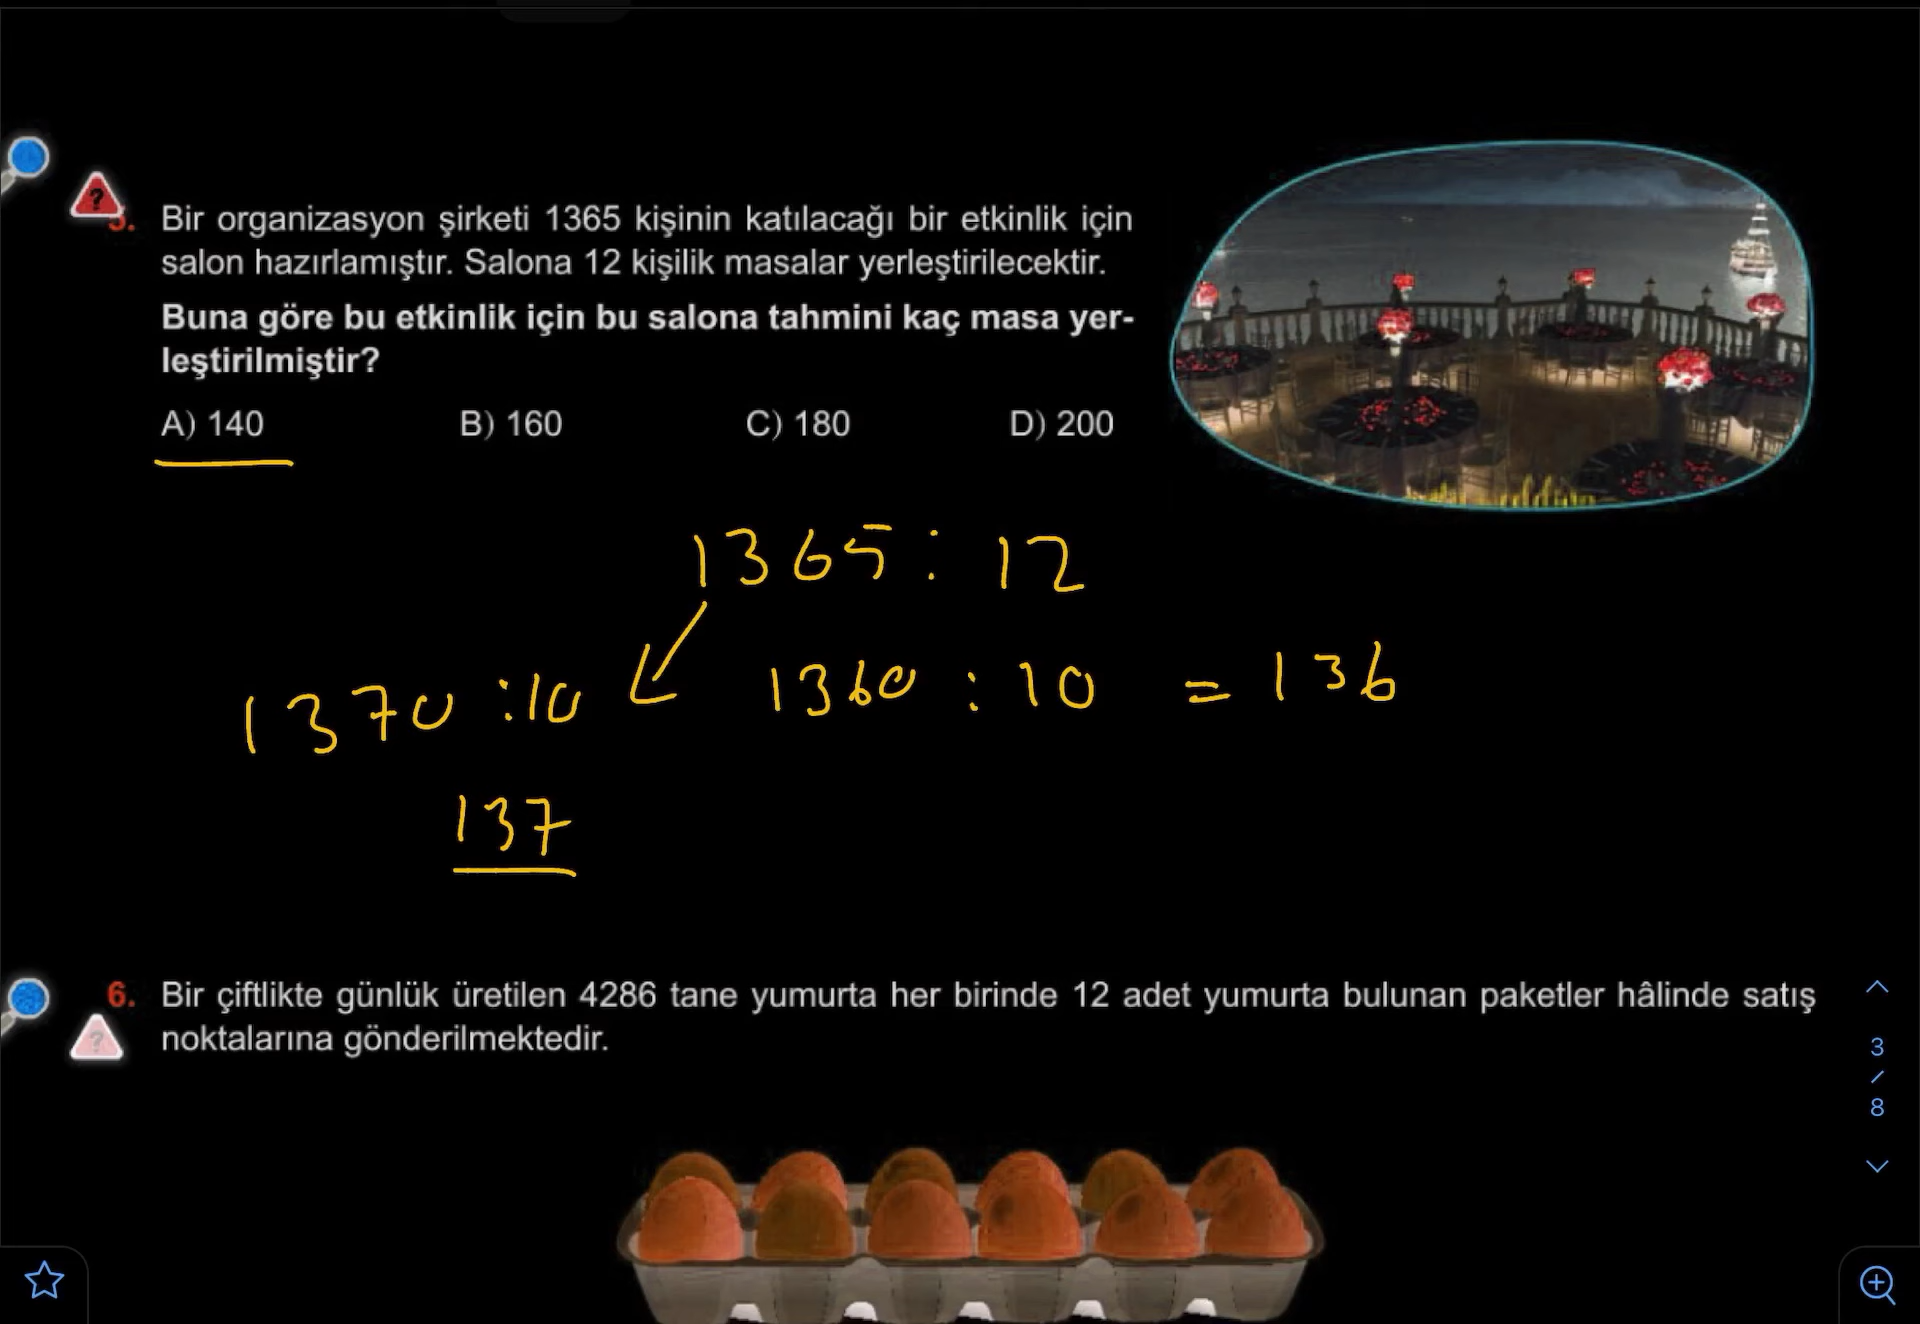 5. Bir organizasyon şirketi 1365 kişinin katılacağı bir etkinlik için
salon hazırlamıştır. Salona 12 kişilik masalar yerleştirilecektir.
Buna göre bu etkinlik için bu salona tahmini kaç masa yer-
leştirilmiştir?
A) 140 B) 160 C) 180 D) 200
1365 : 12
1370 :10 1360 : 10 = 136
137
6. Bir çiftlikte günlük üretilen 4286 tane yumurta her birinde 12 adet yumurta bulunan paketler hâlinde satış
noktalarına gönderilmektedir.
3
/
8